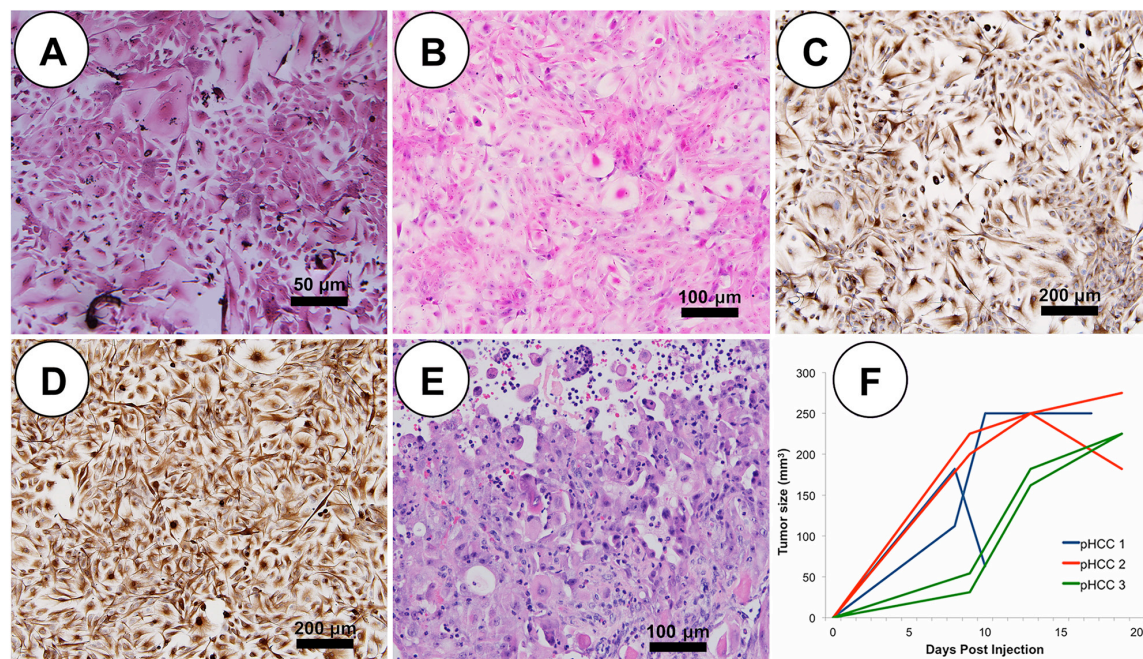 A
50 µm
B
100 µm
C
200 µm
D
200 µm
E
100 µm
F
300
250
200
150
100
50
0
Tumor size (mm³)
pHCC 1
pHCC 2
pHCC 3
0 5 10 15 20
Days Post Injection